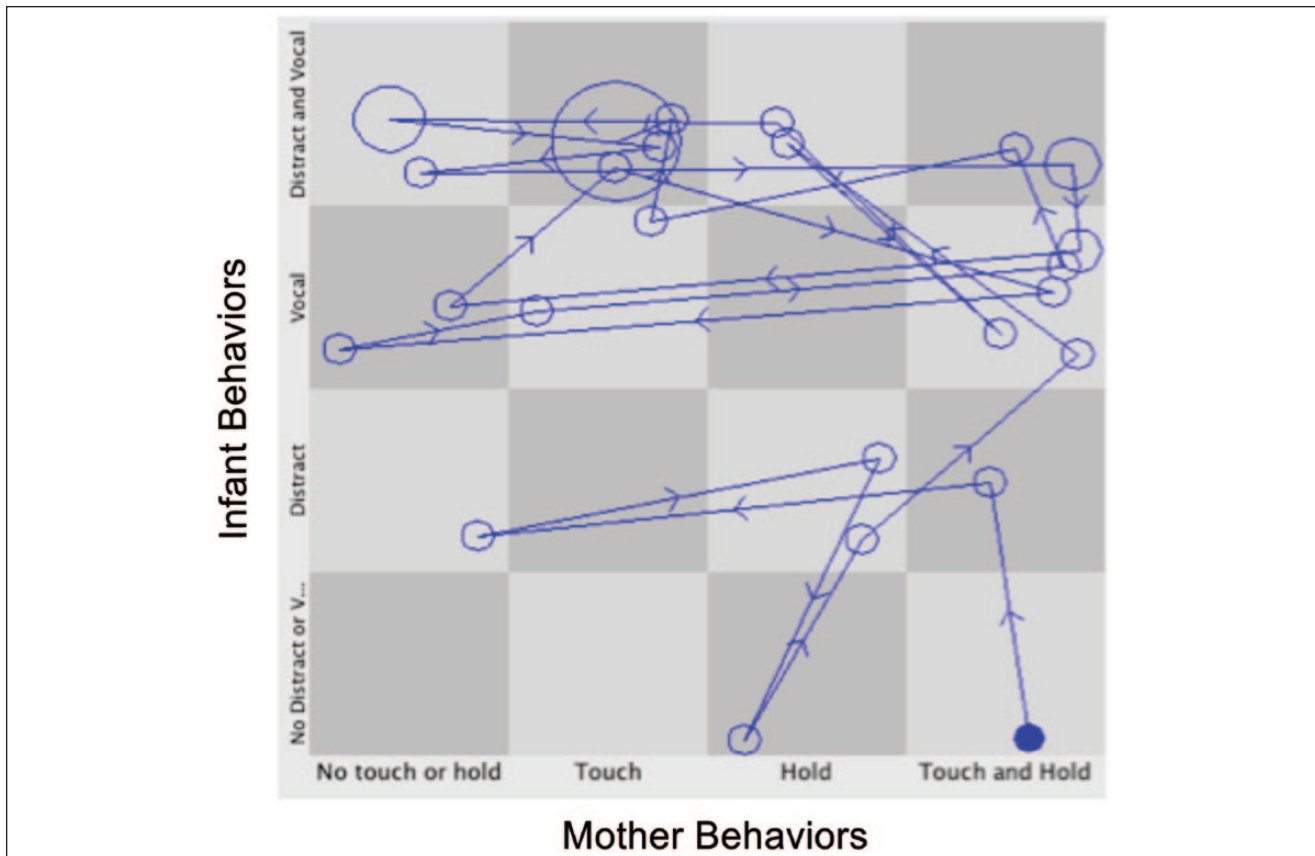 Infant Behaviors
Distract and Vocal
Vocal
Distract
No Distract or V...
No touch or hold
Touch
Hold
Touch and Hold
Mother Behaviors